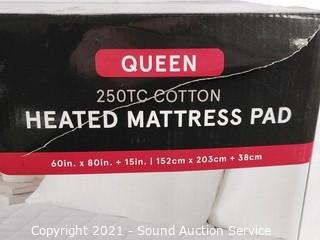 QUEEN
250TC COTTON
HEATED MATTRESS PAD
60in. x 80in. + 15in. | 152cm x 203cm + 38cm
Copyright 2021 - Sound Auction Service